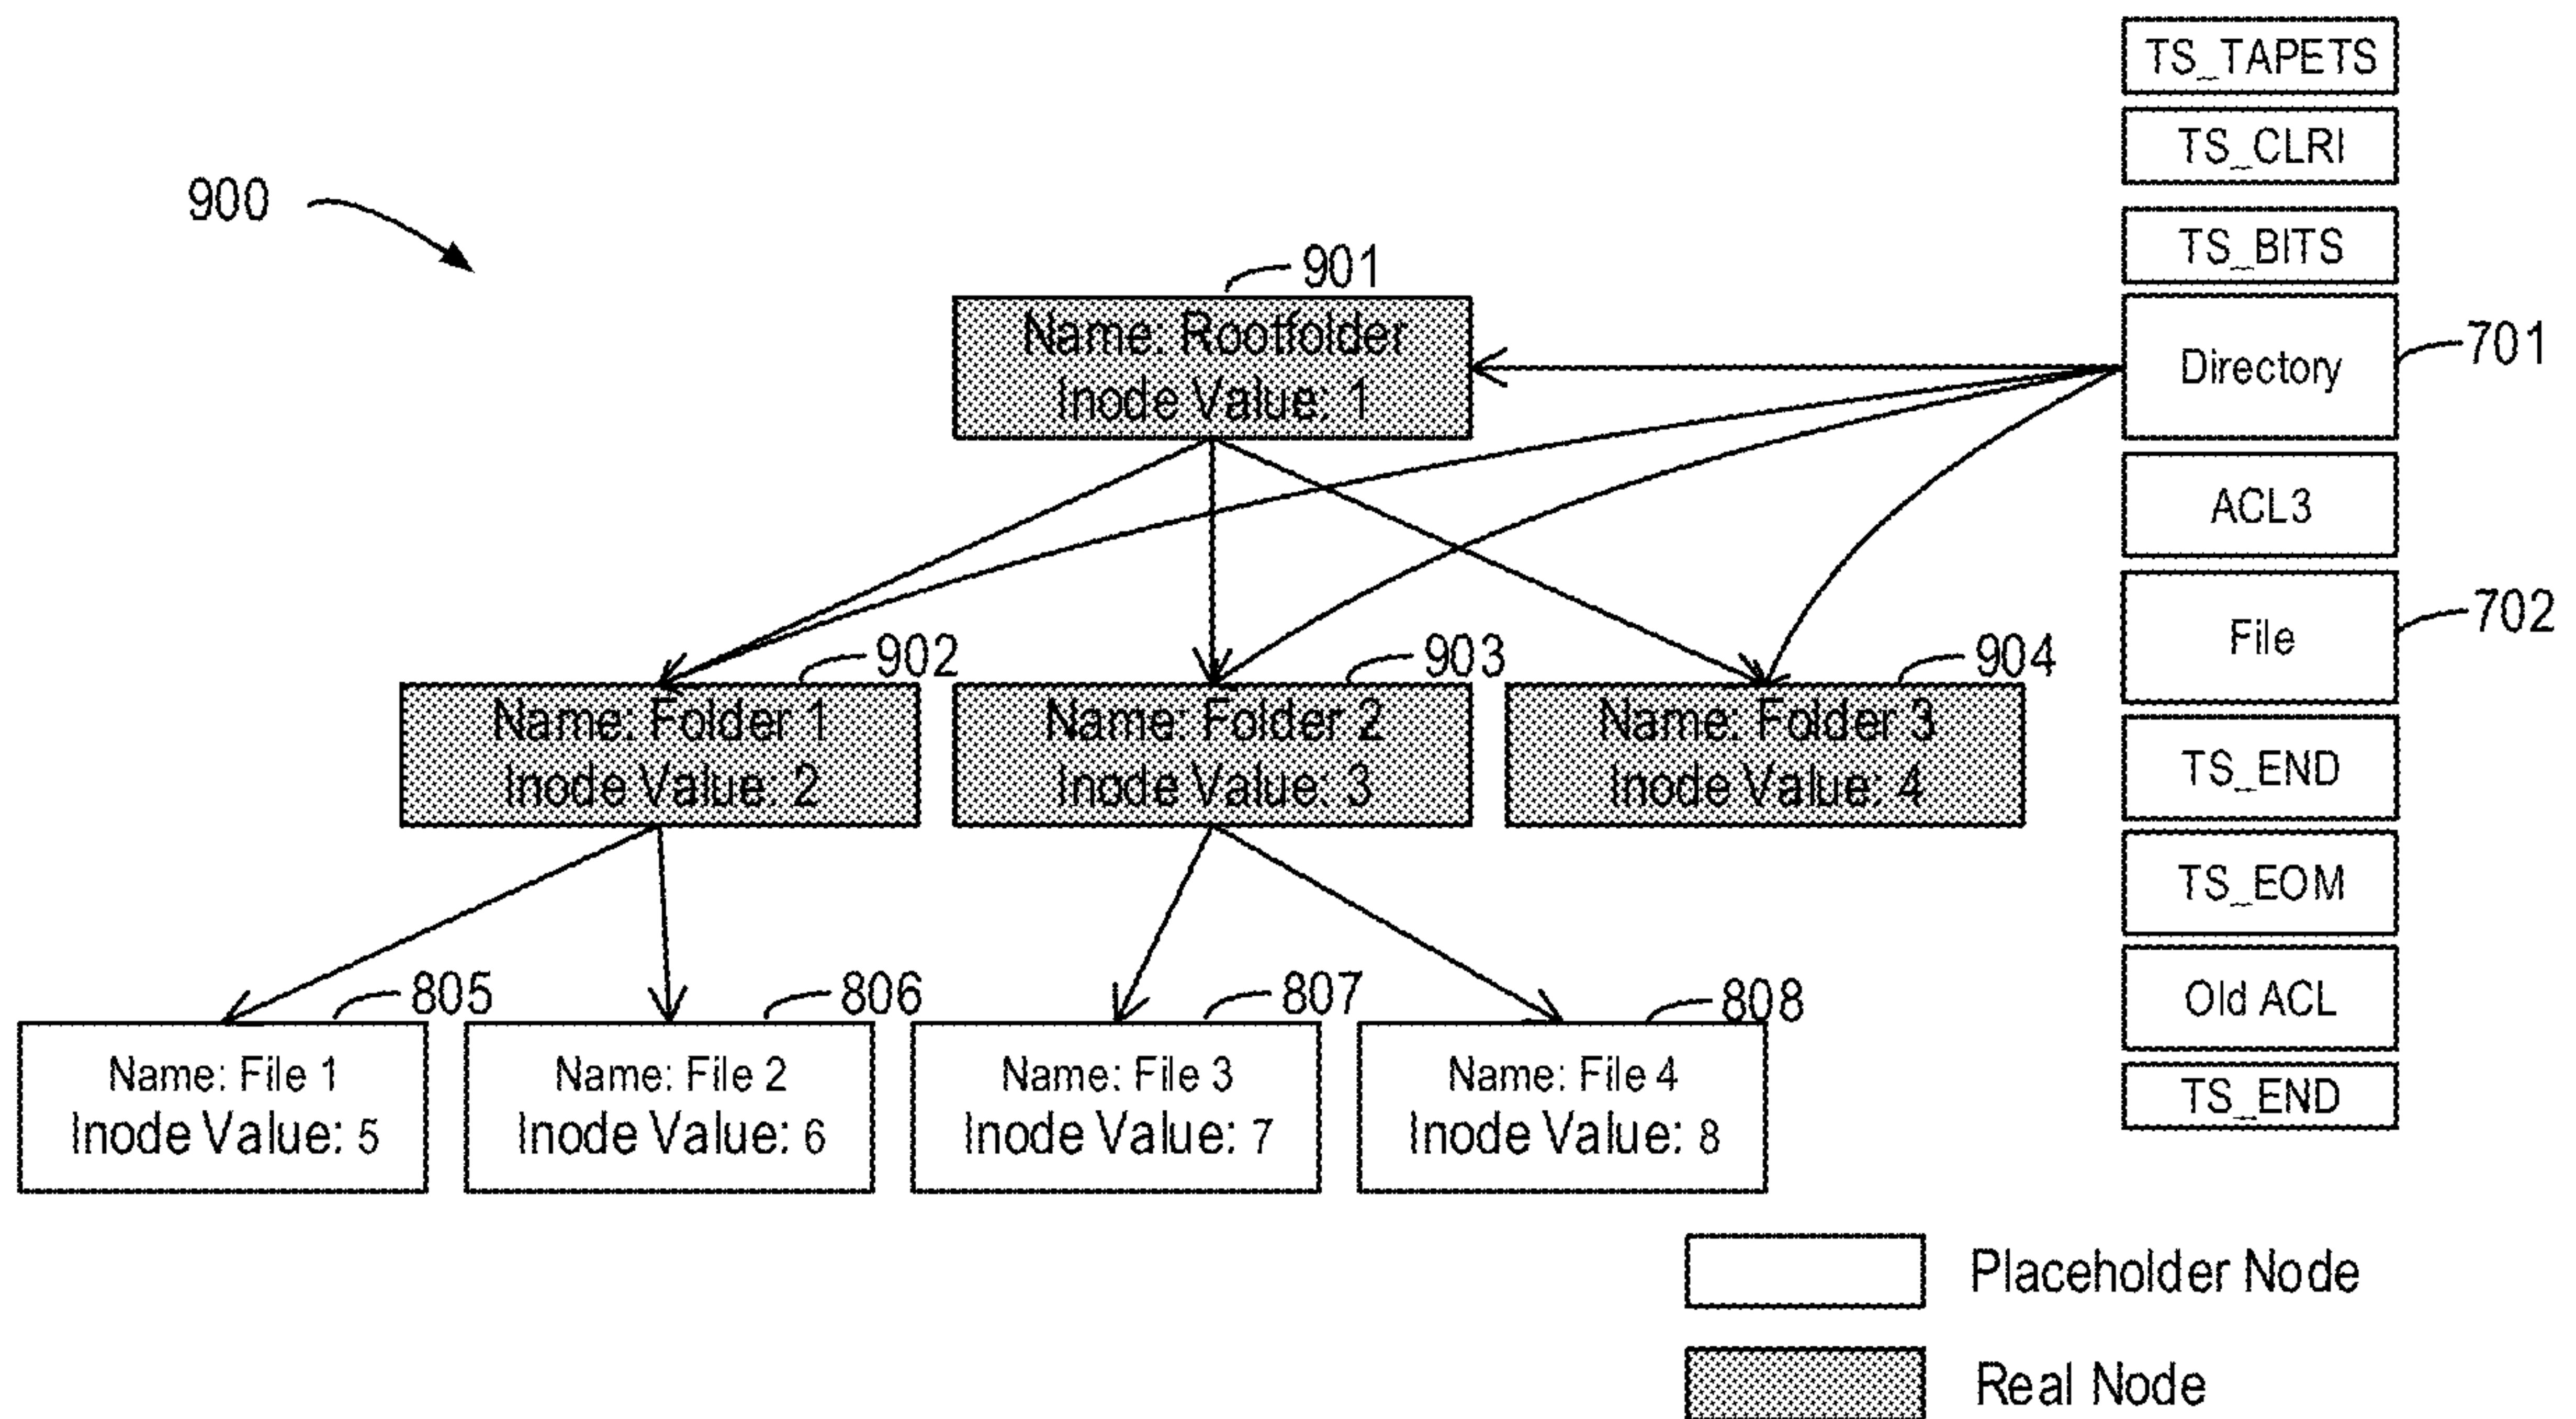 TS_TAPETS
TS_CLRI
900
TS_BITS
901
Name: Rootfolder
Inode Value: 1
Directory
701
ACL3
File
702
902
903
904
Name: Folder 1
Inode Value: 2
Name: Folder 2
Inode Value: 3
Name: Folder 3
Inode Value: 4
TS_END
TS_EOM
805
806
807
808
Old ACL
Name: File 1
Inode Value: 5
Name: File 2
Inode Value: 6
Name: File 3
Inode Value: 7
Name: File 4
Inode Value: 8
TS_END
Placeholder Node
Real Node